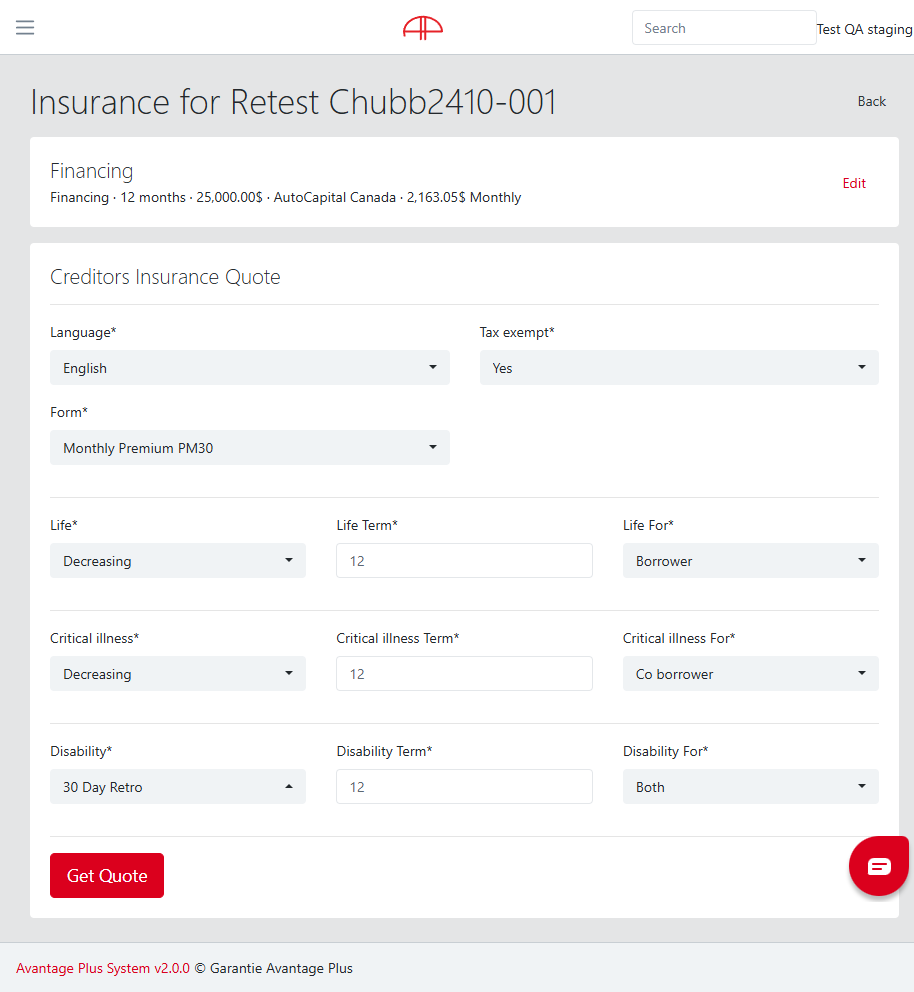 Search
Test QA staging
Insurance for Retest Chubb2410-001
Back
Financing
Financing · 12 months · 25,000.00$ · AutoCapital Canada · 2,163.05$ Monthly
Edit
Creditors Insurance Quote
Language*
Tax exempt*
English
Yes
Form*
Monthly Premium PM30
Life*
Life Term*
Life For*
Decreasing
12
Borrower
Critical illness*
Critical illness Term*
Critical illness For*
Decreasing
12
Co borrower
Disability*
Disability Term*
Disability For*
30 Day Retro
12
Both
Get Quote
Avantage Plus System v2.0.0 © Garantie Avantage Plus